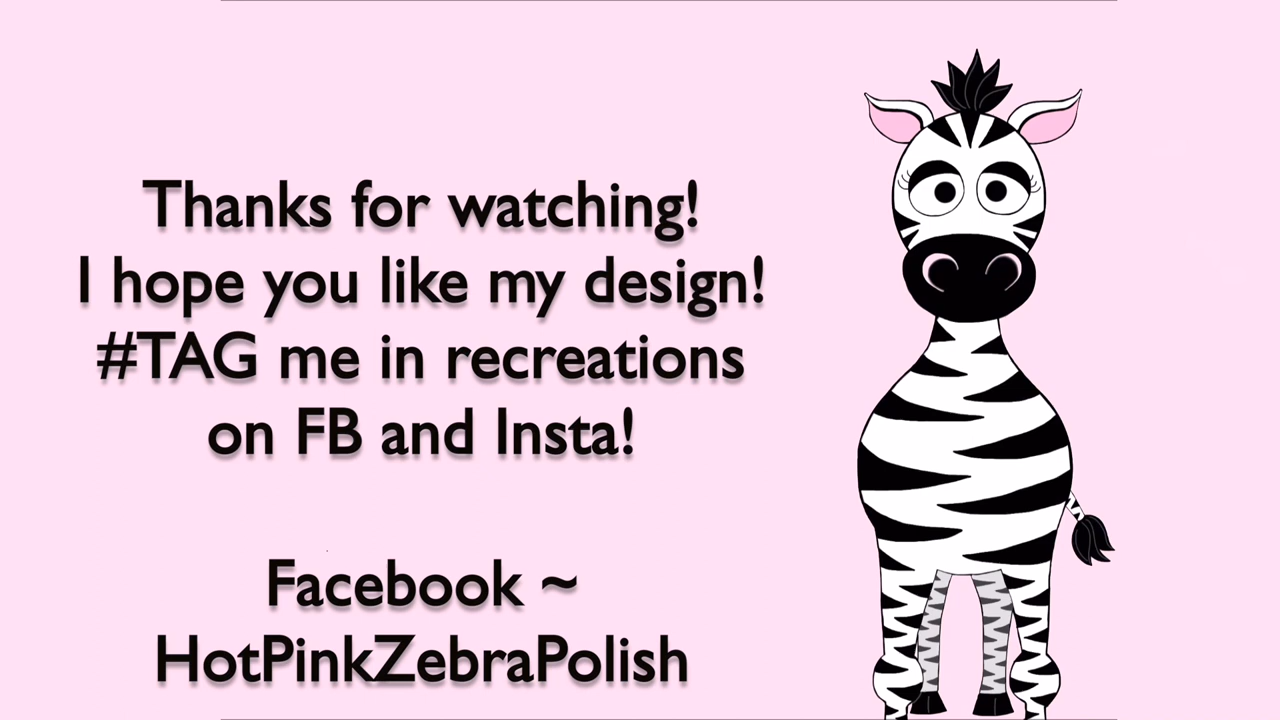 Thanks for watching!
I hope you like my design!
#TAG me in recreations
on FB and Insta!
Facebook ~
HotPinkZebraPolish